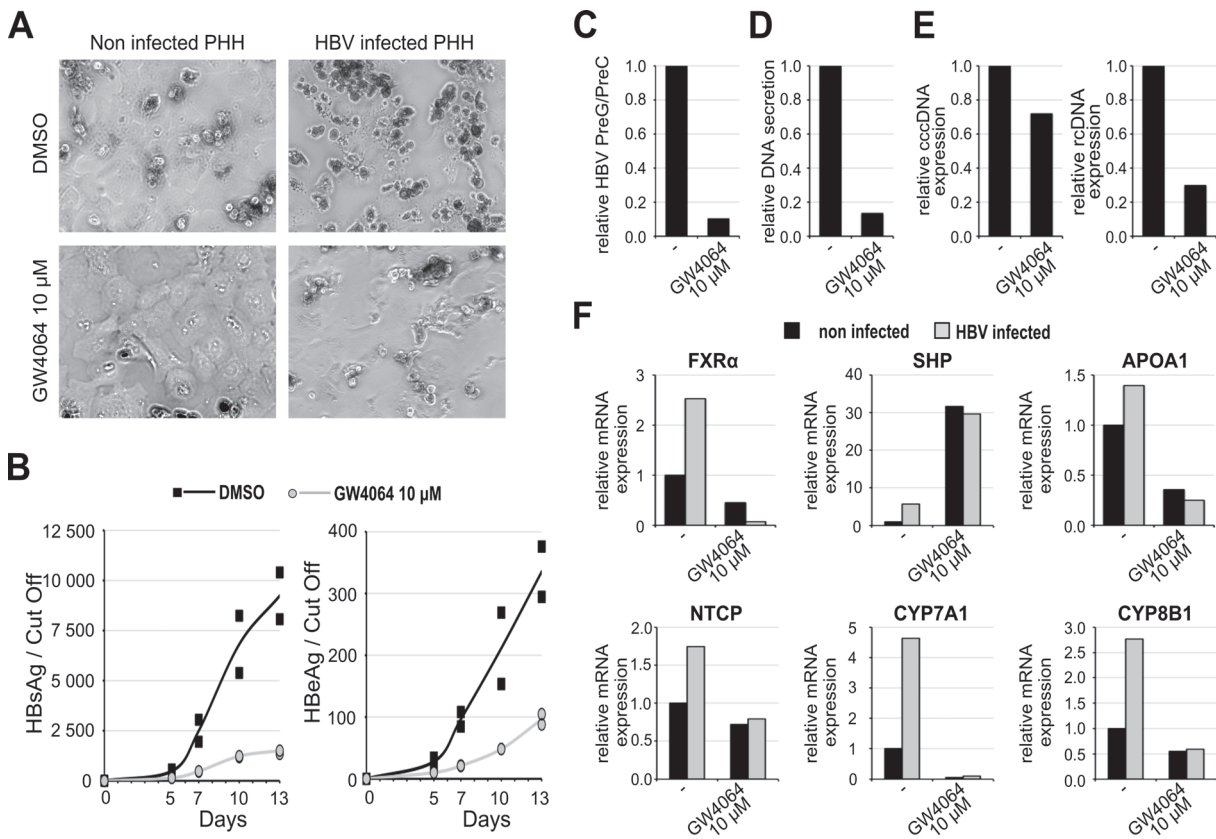 A
Non infected PHH
HBV infected PHH
DMSO
GW4064 10 µM
B
DMSO
GW4064 10 µM
HBsAg / Cut Off
12 500
10 000
7 500
5 000
2 500
0
0
5
7
10
13
Days
HBeAg / Cut Off
400
300
200
100
0
0
5
7
10
13
Days
C
relative HBV PreG/PreC
1.0
0.8
0.6
0.4
0.2
0.0
-
GW4064
10 µM
D
relative DNA secretion
1.0
0.8
0.6
0.4
0.2
0.0
-
GW4064
10 µM
E
relative cccDNA
expression
1.0
0.8
0.6
0.4
0.2
0.0
-
GW4064
10 µM
relative rcDNA
expression
1.0
0.8
0.6
0.4
0.2
0.0
-
GW4064
10 µM
F
non infected
HBV infected
FXRα
relative mRNA
expression
3
2
1
0
-
GW4064
10 µM
SHP
relative mRNA
expression
40
30
20
10
0
-
GW4064
10 µM
APOA1
relative mRNA
expression
1.5
1.0
0.5
0.0
-
GW4064
10 µM
NTCP
relative mRNA
expression
2.0
1.5
1.0
0.5
0.0
-
GW4064
10 µM
CYP7A1
relative mRNA
expression
5
4
3
2
1
0
-
GW4064
10 µM
CYP8B1
relative mRNA
expression
3.0
2.5
2.0
1.5
1.0
0.5
0.0
-
GW4064
10 µM